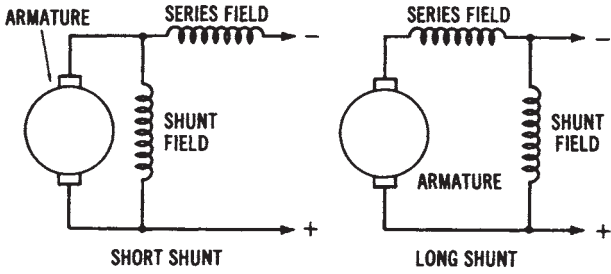 ARMATURE
SERIES FIELD
−
SHUNT
FIELD
+
SHORT SHUNT
SERIES FIELD
−
SHUNT
FIELD
ARMATURE
+
LONG SHUNT